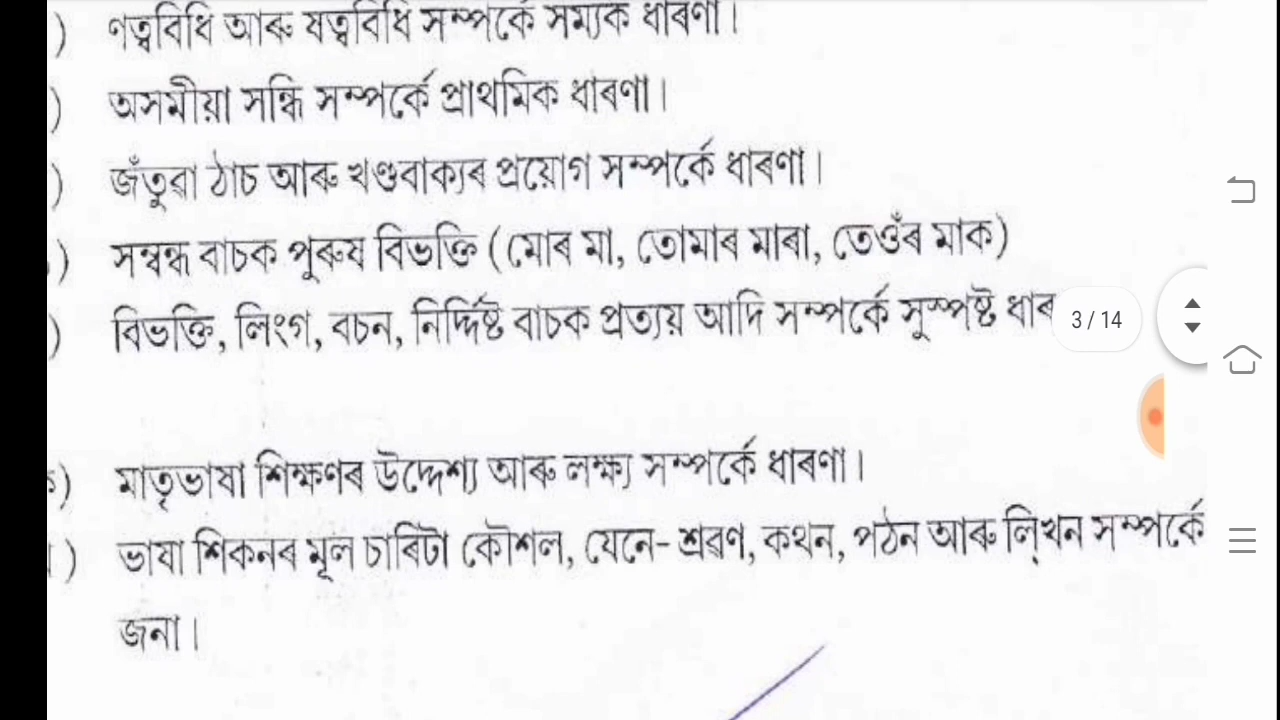 ) ণত্ববিধি আৰু ষত্ববিধি সম্পৰ্কে সম্যক ধাৰণা।
) অসমীয়া সন্ধি সম্পৰ্কে প্ৰাথমিক ধাৰণা।
) জঁতুৱা ঠাচ আৰু খণ্ডবাক্যৰ প্ৰয়োগ সম্পৰ্কে ধাৰণা।
) সম্বন্ধ বাচক পুৰুষ বিভক্তি (মোৰ মা, তোমাৰ মাৰা, তেওঁৰ মাক)
) বিভক্তি, লিংগ, বচন, নিৰ্দ্দিষ্ট বাচক প্ৰত্যয় আদি সম্পৰ্কে সুস্পষ্ট ধাৰ
3 / 14
) মাতৃভাষা শিক্ষণৰ উদ্দেশ্য আৰু লক্ষ্য সম্পৰ্কে ধাৰণা।
) ভাষা শিকনৰ মূল চাৰিটা কৌশল, যেনে- শ্ৰৱণ, কথন, পঠন আৰু লিখন সম্পৰ্কে
জনা।